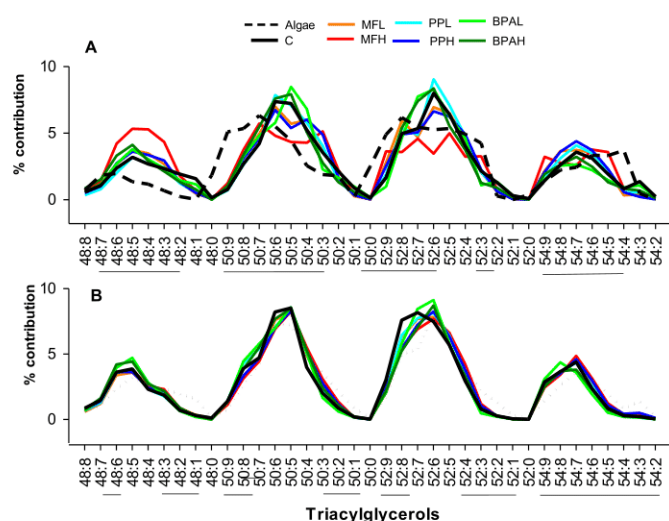 Algae MFL PPL BPAL
C MFH PPH BPAH
A
% contribution
10
5
0
48:8 48:7 48:6 48:5 48:4 48:3 48:2 48:1 48:0 50:9 50:8 50:7 50:6 50:5 50:4 50:3 50:2 50:1 50:0 52:9 52:8 52:7 52:6 52:5 52:4 52:3 52:2 52:1 52:0 54:9 54:8 54:7 54:6 54:5 54:4 54:3 54:2
B
% contribution
10
5
0
48:8 48:7 48:6 48:5 48:4 48:3 48:2 48:1 48:0 50:9 50:8 50:7 50:6 50:5 50:4 50:3 50:2 50:1 50:0 52:9 52:8 52:7 52:6 52:5 52:4 52:3 52:2 52:1 52:0 54:9 54:8 54:7 54:6 54:5 54:4 54:3 54:2
Triacylglycerols